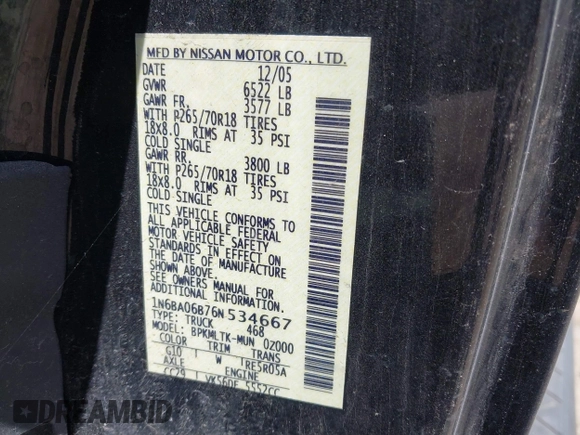 MFD BY NISSAN MOTOR CO., LTD.
DATE 12/05
GVWR 6522 LB
GAWR FR. 3577 LB
WITH P265/70R18 TIRES
18X8.0 RIMS AT 35 PSI
COLD SINGLE
GAWR RR. 3800 LB
WITH P265/70R18 TIRES
18X8.0 RIMS AT 35 PSI
COLD SINGLE
THIS VEHICLE CONFORMS TO
ALL APPLICABLE FEDERAL
MOTOR VEHICLE SAFETY
STANDARDS IN EFFECT ON
THE DATE OF MANUFACTURE
SHOWN ABOVE.
SEE OWNERS MANUAL FOR
ADDITIONAL INFORMATION.
1N6BA06B76N534667
TYPE: TRUCK 468
MODEL: BPKMLTK-MUN 02000
COLOR TRIM TRANS
G10 W TRE5R05A
AXLE ENGINE
CC29 VK56DE 5552CC
DREAMBID